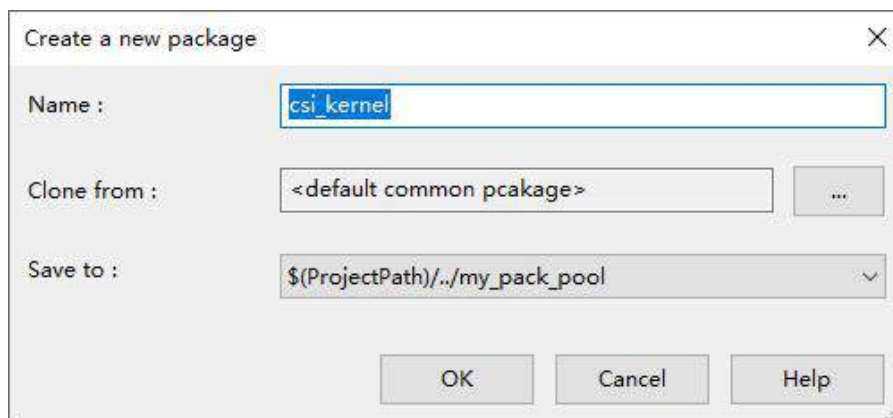 Create a new package
Name : csi_kernel
Clone from : <default common pcakage> ...
Save to : $(ProjectPath)/../my_pack_pool
OK Cancel Help